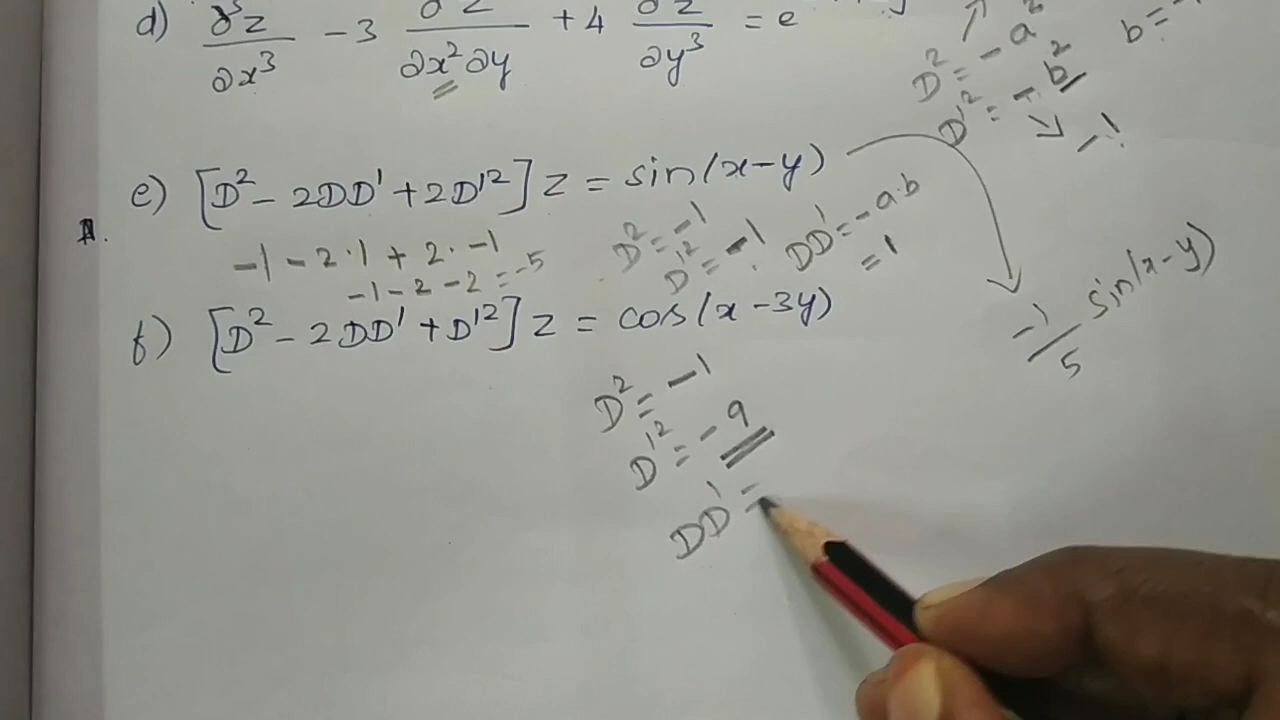 d) ∂³z/∂x³ - 3 ∂³z/∂x²∂y + 4 ∂³z/∂y³ = e
D² = -a²
D'² = -b²
b =
-1
e) [D² - 2DD' + 2D'²] z = sin(x-y)
-1 - 2·1 + 2·-1
-1 - 2 - 2 = -5
D² = -1
D'² = -1
DD' = -a·b
= 1
-1/5 sin(x-y)
f) [D² - 2DD' + D'²] z = cos(x-3y)
D² = -1
D'² = -9
DD' =